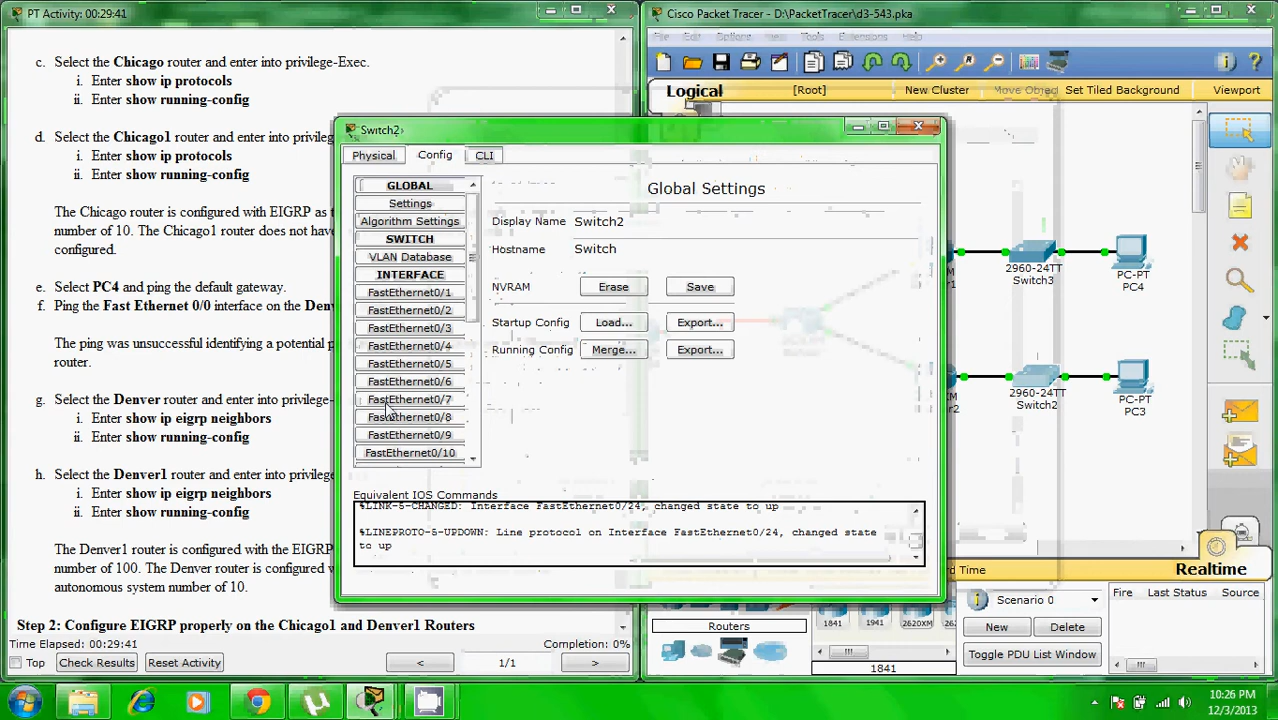 PT Activity: 00:29:41
c. Select the Chicago router and enter into privilege-Exec.
i. Enter show ip protocols
ii. Enter show running-config
d. Select the Chicago1 router and enter into privilege
i. Enter show ip protocols
ii. Enter show running-config
The Chicago router is configured with EIGRP as t
number of 10. The Chicago1 router does not have
configured.
e. Select PC4 and ping the default gateway.
f. Ping the Fast Ethernet 0/0 interface on the Denv
The ping was unsuccessful identifying a potential p
router.
g. Select the Denver router and enter into privilege-
i. Enter show ip eigrp neighbors
ii. Enter show running-config
h. Select the Denver1 router and enter into privilege
i. Enter show ip eigrp neighbors
ii. Enter show running-config
The Denver1 router is configured with the EIGRP
number of 100. The Denver router is configured w
autonomous system number of 10.
Step 2: Configure EIGRP properly on the Chicago1 and Denver1 Routers
Time Elapsed: 00:29:41
Completion: 0%
Top
Check Results
Reset Activity
<
1/1
>
Cisco Packet Tracer - D:\PacketTracer\d3-543.pka
File Edit Options View Tools Extensions Help
Logical
[Root]
New Cluster
Move Object
Set Tiled Background
Viewport
Switch2
Physical
Config
CLI
GLOBAL
Settings
Algorithm Settings
SWITCH
VLAN Database
INTERFACE
FastEthernet0/1
FastEthernet0/2
FastEthernet0/3
FastEthernet0/4
FastEthernet0/5
FastEthernet0/6
FastEthernet0/7
FastEthernet0/8
FastEthernet0/9
FastEthernet0/10
Global Settings
Display Name Switch2
Hostname Switch
NVRAM Erase Save
Startup Config Load... Export...
Running Config Merge... Export...
Equivalent IOS Commands
%LINK-5-CHANGED: Interface FastEthernet0/24, changed state to up
%LINEPROTO-5-UPDOWN: Line protocol on Interface FastEthernet0/24, changed state
to up
2960-24TT
Switch3
PC-PT
PC4
2960-24TT
Switch2
PC-PT
PC3
Time
Realtime
Routers
1841
1941
2620XM
1841
Scenario 0
New
Delete
Toggle PDU List Window
Fire
Last Status
Source
10:26 PM
12/3/2013